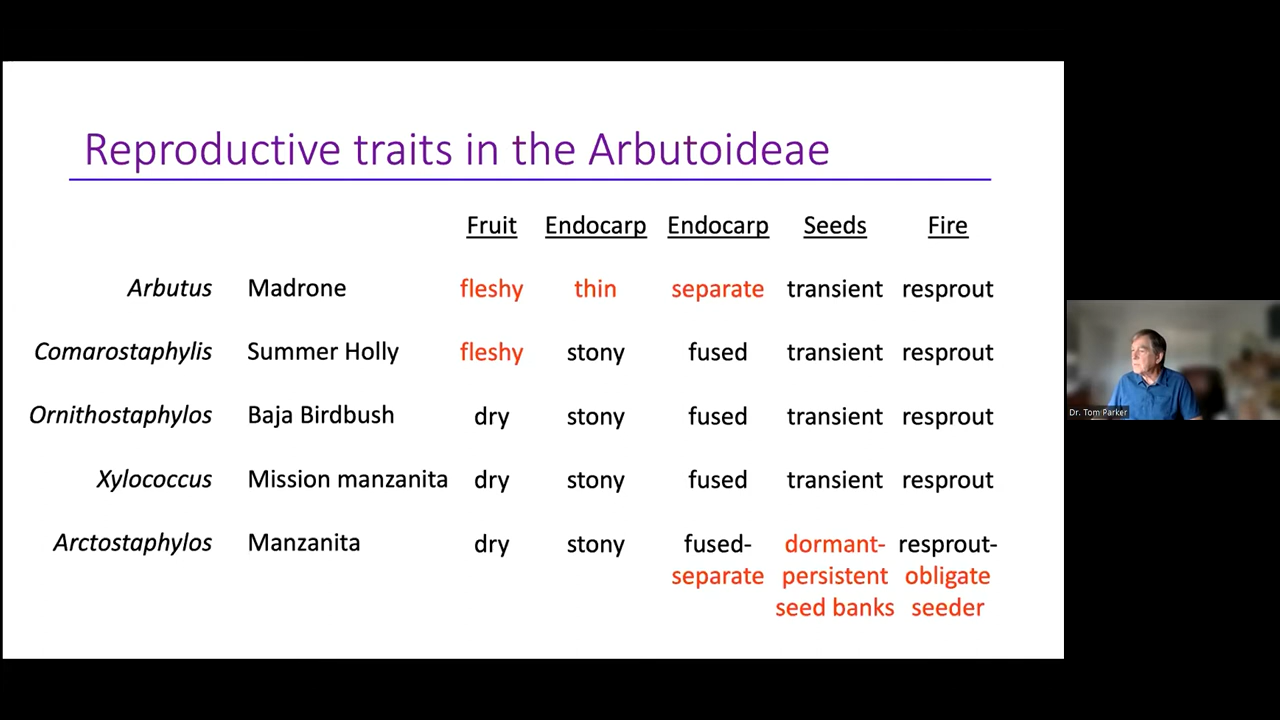 Reproductive traits in the Arbutoideae
Fruit Endocarp Endocarp Seeds Fire
Arbutus Madrone fleshy thin separate transient resprout
Comarostaphylis Summer Holly fleshy stony fused transient resprout
Ornithostaphylos Baja Birdbush dry stony fused transient resprout
Xylococcus Mission manzanita dry stony fused transient resprout
Arctostaphylos Manzanita dry stony fused- dormant- resprout-
separate persistent obligate
seed banks seeder
Dr. Tom Parker